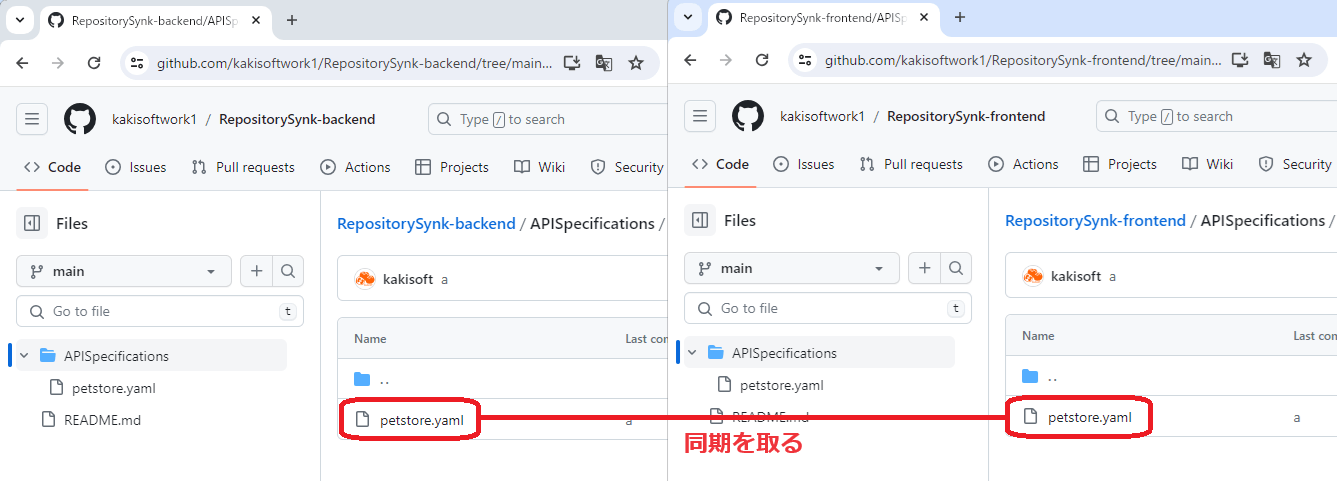 RepositorySynk-backend/APISp
github.com/kakisoftwork1/RepositorySynk-backend/tree/main...
kakisoftwork1 / RepositorySynk-backend
Type / to search
Code Issues Pull requests Actions Projects Wiki Security
Files
RepositorySynk-backend / APISpecifications /
main
kakisoft a
Go to file t
Name Last con
APISpecifications
..
petstore.yaml
README.md
petstore.yaml a
RepositorySynk-frontend/APISp
github.com/kakisoftwork1/RepositorySynk-frontend/tree/main...
kakisoftwork1 / RepositorySynk-frontend
Type / to search
Code Issues Pull requests Actions Projects Wiki Security
Files
RepositorySynk-frontend / APISpecifications /
main
kakisoft a
Go to file t
Name Last con
APISpecifications
..
petstore.yaml
README.md
petstore.yaml a
同期を取る